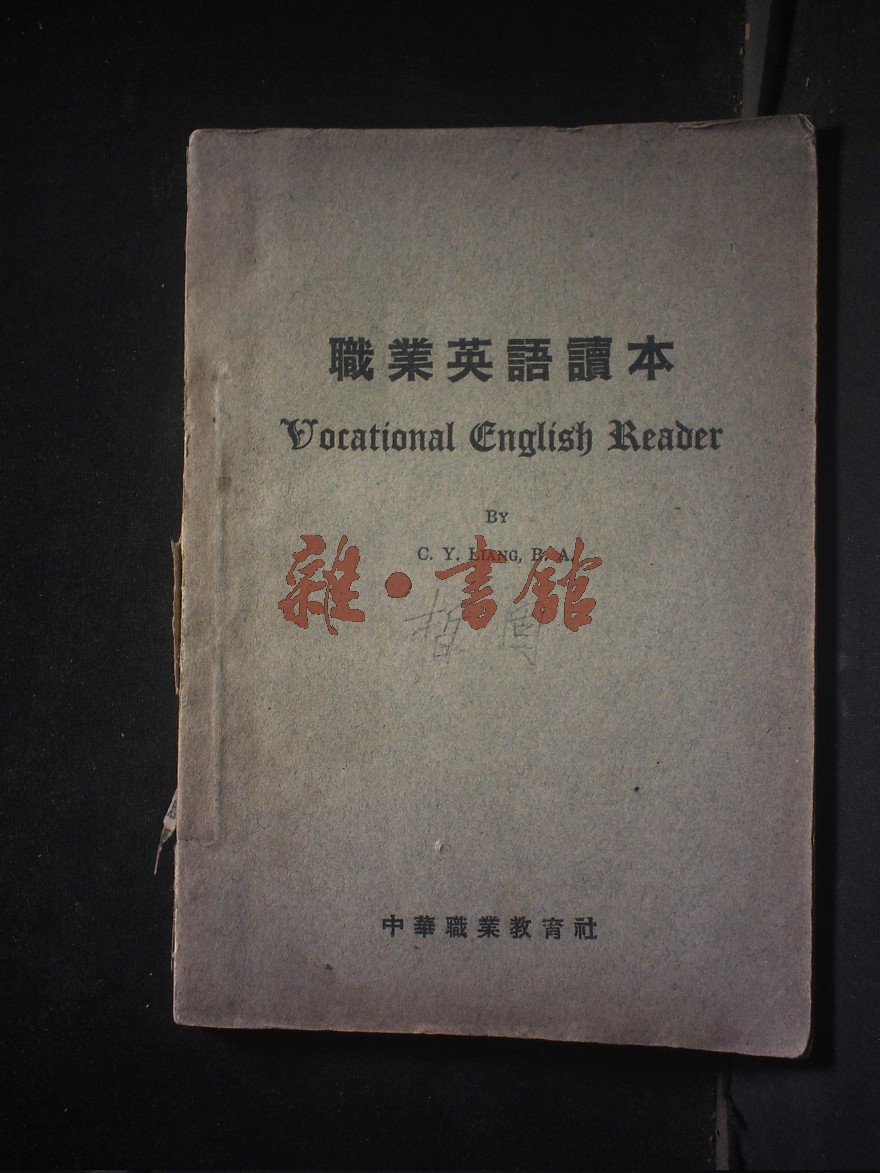 職業英語讀本
Vocational English Reader
BY
C. Y. LIANG, B. A.
雜·書館
中華職業教育社